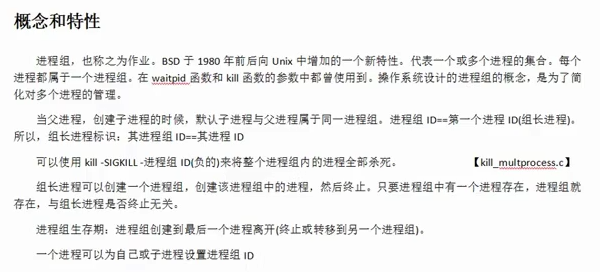 概念和特性
进程组，也称之为作业。BSD 于 1980 年前后向 Unix 中增加的一个新特性。代表一个或多个进程的集合。每个
进程都属于一个进程组。在 waitpid 函数和 kill 函数的参数中都曾使用到。操作系统设计的进程组的概念，是为了简
化对多个进程的管理。
当父进程，创建子进程的时候，默认子进程与父进程属于同一进程组。进程组 ID==第一个进程 ID(组长进程)。
所以，组长进程标识：其进程组 ID==其进程 ID
可以使用 kill -SIGKILL -进程组 ID(负的)来将整个进程组内的进程全部杀死。 【kill_multprocess.c】
组长进程可以创建一个进程组，创建该进程组中的进程，然后终止。只要进程组中有一个进程存在，进程组就
存在，与组长进程是否终止无关。
进程组生存期：进程组创建到最后一个进程离开(终止或转移到另一个进程组)。
一个进程可以为自己或子进程设置进程组 ID